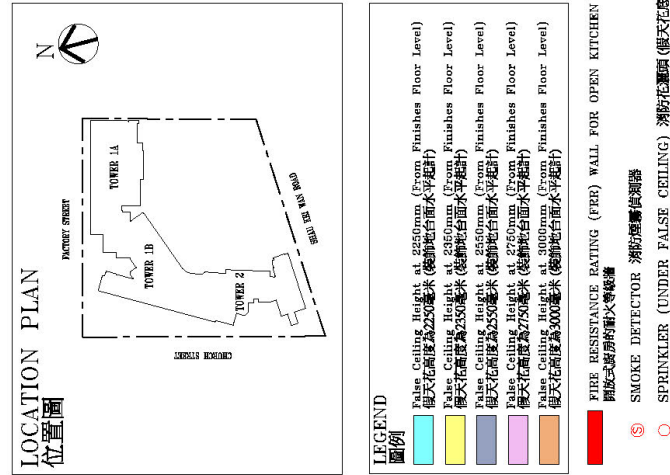 LOCATION PLAN
位置圖
N
FACTORY STREET
TOWER 1A
TOWER 1B
TOWER 2
CHURCH STREET
SHAU KEI WAN ROAD
LEGEND
圖例
False Ceiling Height at 2250mm (From Finishes Floor Level)
假天花高度為2250毫米 (裝飾地台面水平起計)
False Ceiling Height at 2350mm (From Finishes Floor Level)
假天花高度為2350毫米 (裝飾地台面水平起計)
False Ceiling Height at 2550mm (From Finishes Floor Level)
假天花高度為2550毫米 (裝飾地台面水平起計)
False Ceiling Height at 2750mm (From Finishes Floor Level)
假天花高度為2750毫米 (裝飾地台面水平起計)
False Ceiling Height at 3000mm (From Finishes Floor Level)
假天花高度為3000毫米 (裝飾地台面水平起計)
FIRE RESISTANCE RATING (FRR) WALL FOR OPEN KITCHEN
開放式廚房的耐火等級牆
S SMOKE DETECTOR 消防煙霧偵測器
SPRINKLER (UNDER FALSE CEILING) 消防花灑頭 (假天花底